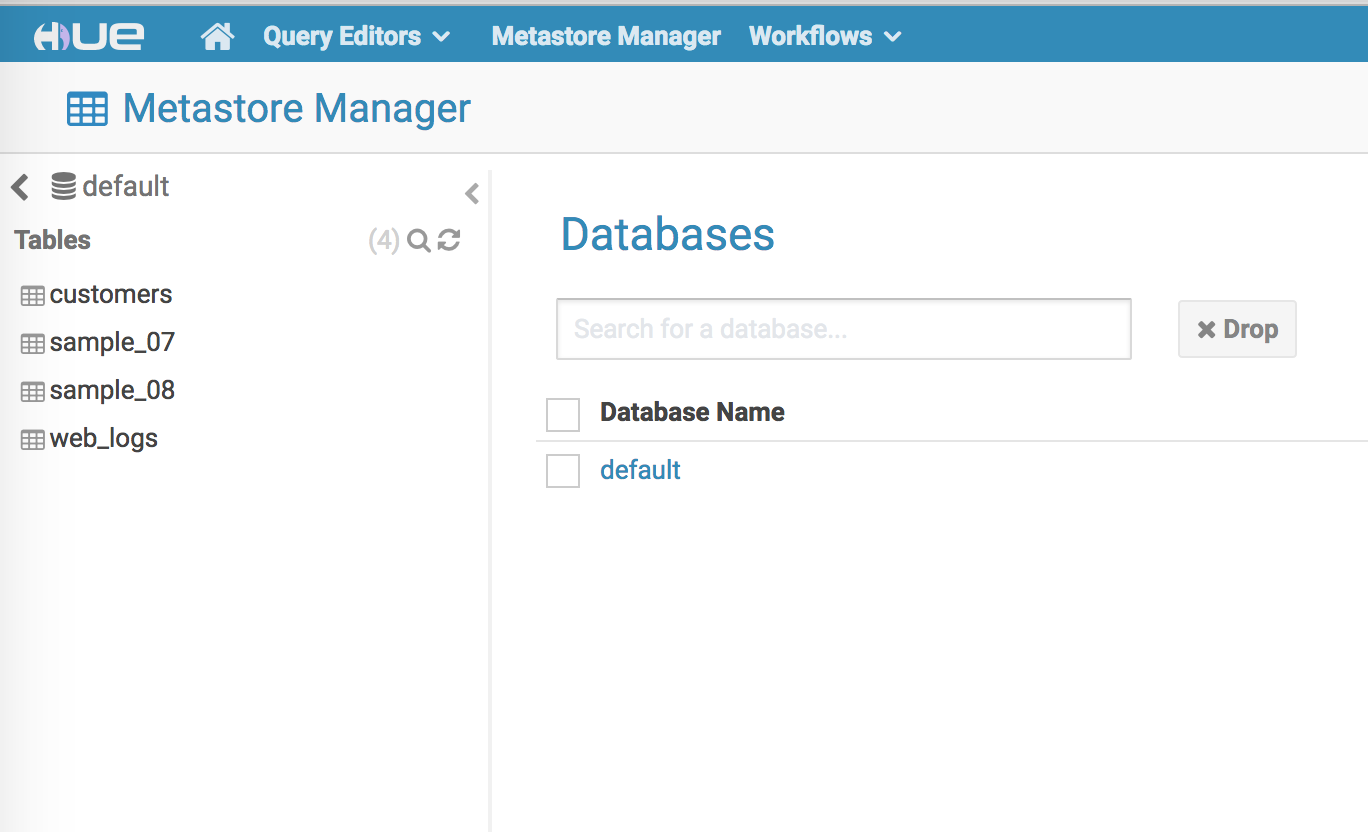 HUE Query Editors Metastore Manager Workflows
Metastore Manager
default
Tables (4)
customers
sample_07
sample_08
web_logs
Databases
Search for a database... Drop
Database Name
default